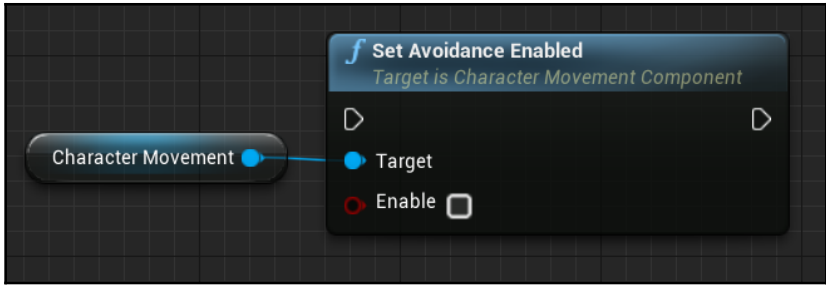 f Set Avoidance Enabled
Target is Character Movement Component
Character Movement
Target
Enable